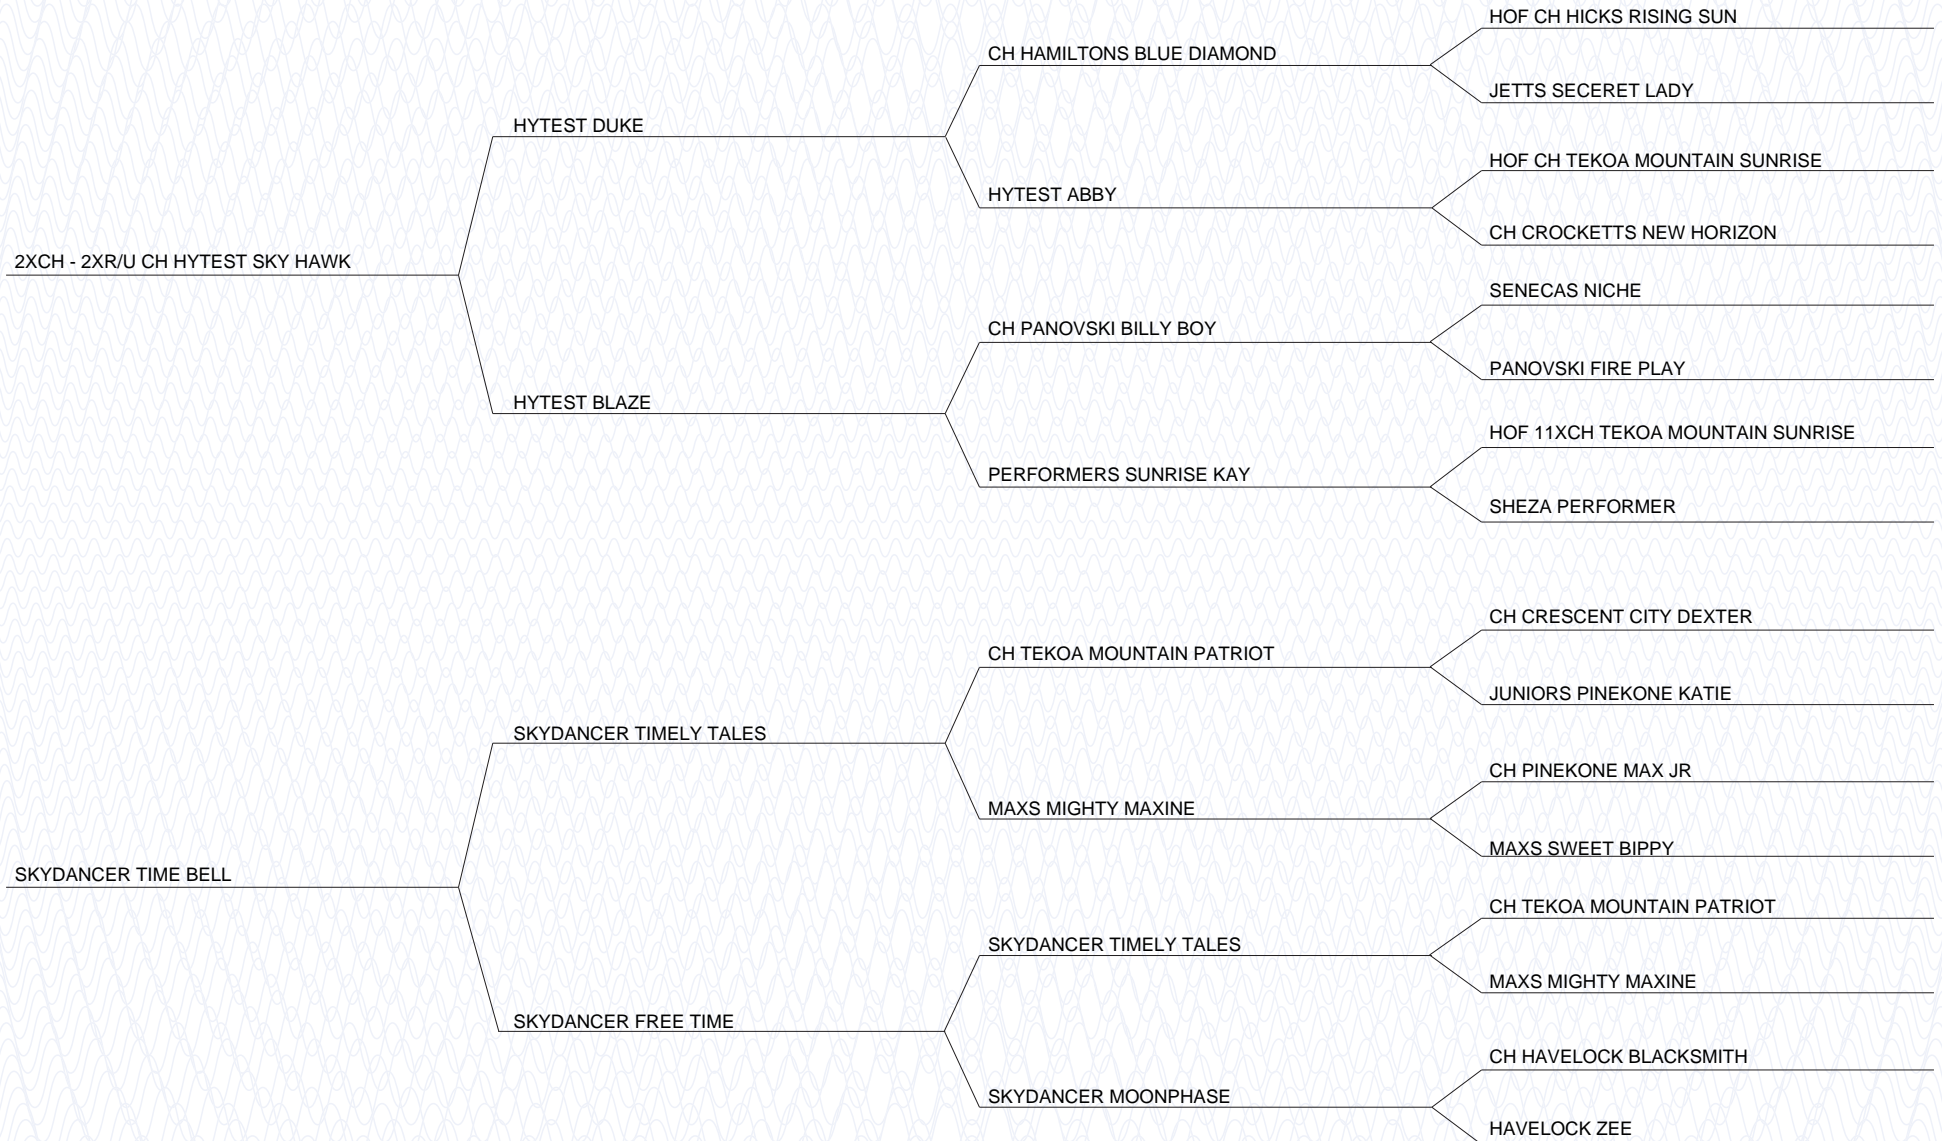 HOF CH HICKS RISING SUN
CH HAMILTONS BLUE DIAMOND
JETTS SECERET LADY
HYTEST DUKE
HOF CH TEKOA MOUNTAIN SUNRISE
HYTEST ABBY
CH CROCKETTS NEW HORIZON
2XCH - 2XR/U CH HYTEST SKY HAWK
SENECAS NICHE
CH PANOVSKI BILLY BOY
PANOVSKI FIRE PLAY
HYTEST BLAZE
HOF 11XCH TEKOA MOUNTAIN SUNRISE
PERFORMERS SUNRISE KAY
SHEZA PERFORMER
CH CRESCENT CITY DEXTER
CH TEKOA MOUNTAIN PATRIOT
JUNIORS PINEKONE KATIE
SKYDANCER TIMELY TALES
CH PINEKONE MAX JR
MAXS MIGHTY MAXINE
MAXS SWEET BIPPY
SKYDANCER TIME BELL
CH TEKOA MOUNTAIN PATRIOT
SKYDANCER TIMELY TALES
MAXS MIGHTY MAXINE
SKYDANCER FREE TIME
CH HAVELOCK BLACKSMITH
SKYDANCER MOONPHASE
HAVELOCK ZEE